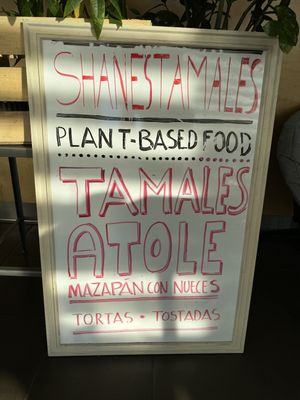 SHANESTAMALES
PLANT-BASED FOOD
TAMALES
ATOLE
MAZAPÁN CON NUECES
TORTAS • TOSTADAS